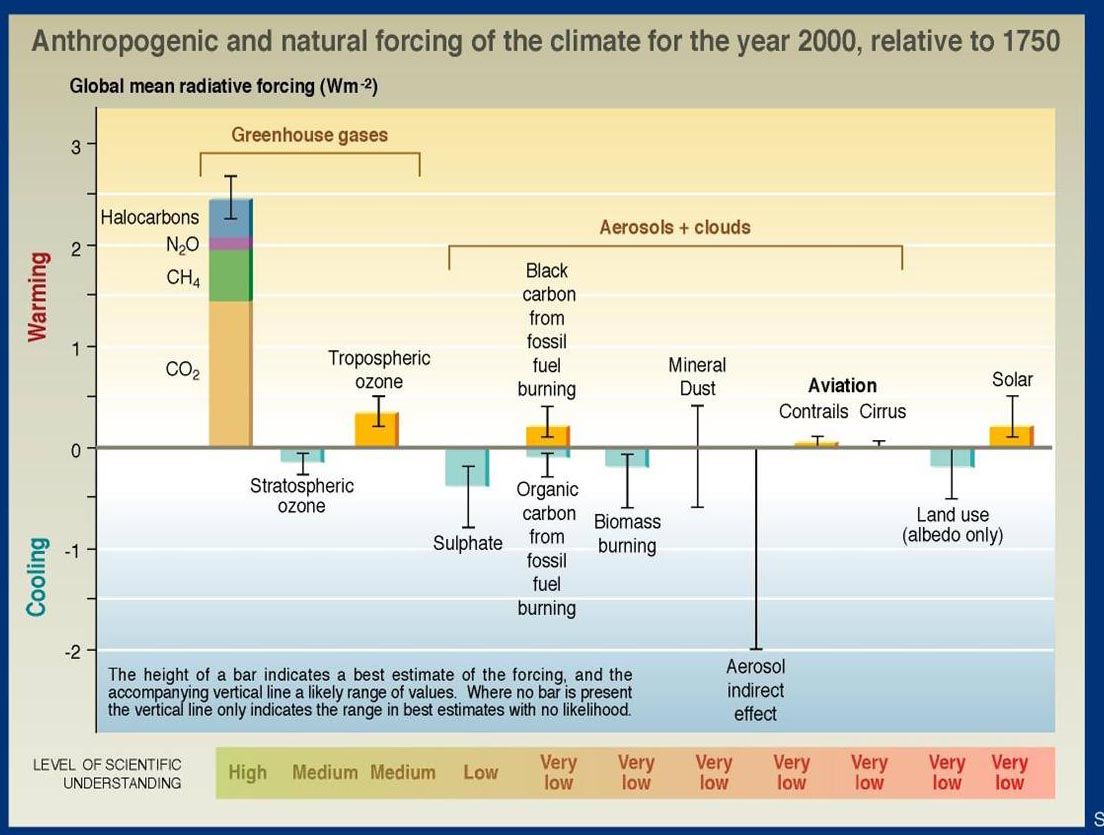 Anthropogenic and natural forcing of the climate for the year 2000, relative to 1750
Global mean radiative forcing (Wm-2)
Greenhouse gases
3
2
1
0
-1
-2
Warming
Cooling
Halocarbons
N2O
CH4
CO2
Stratospheric
ozone
Tropospheric
ozone
Aerosols + clouds
Sulphate
Black
carbon
from
fossil
fuel
burning
Organic
carbon
from
fossil
fuel
burning
Biomass
burning
Mineral
Dust
Aerosol
indirect
effect
Aviation
Contrails Cirrus
Land use
(albedo only)
Solar
The height of a bar indicates a best estimate of the forcing, and the
accompanying vertical line a likely range of values. Where no bar is present
the vertical line only indicates the range in best estimates with no likelihood.
LEVEL OF SCIENTIFIC
UNDERSTANDING
High Medium Medium Low Very low Very low Very low Very low Very low Very low Very low
S